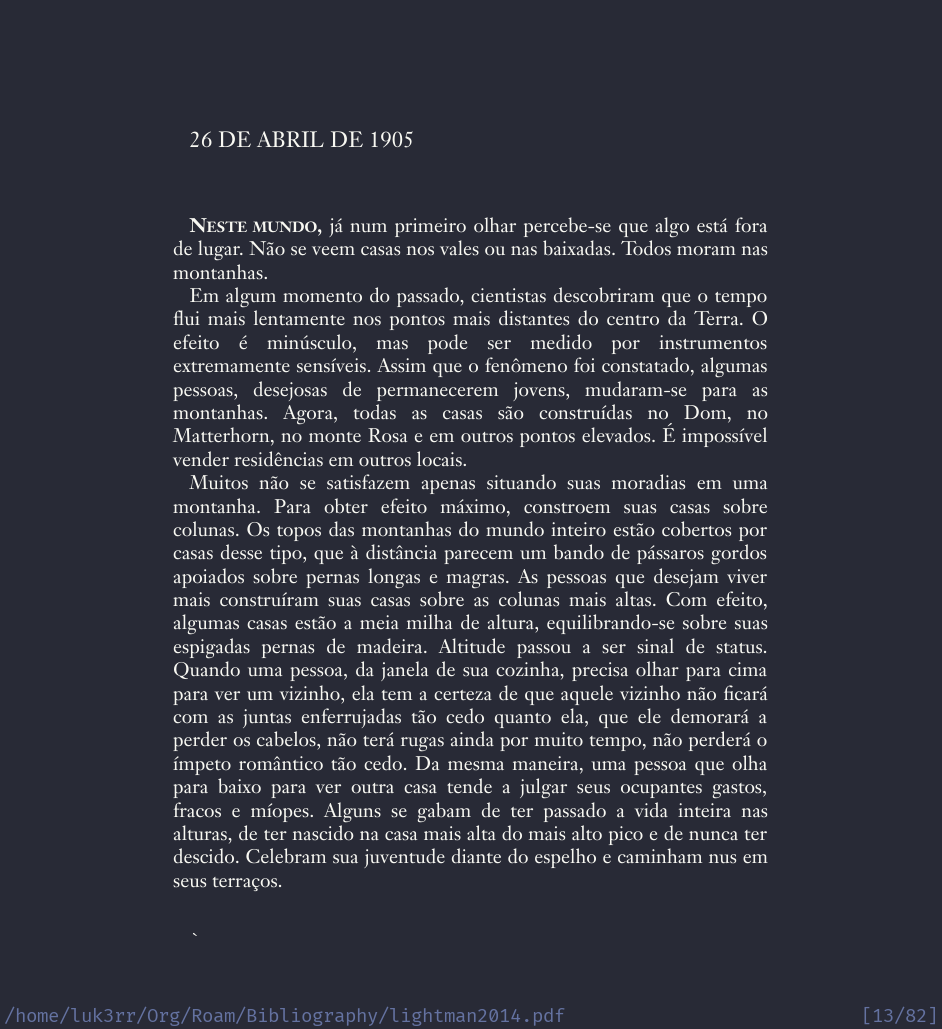 26 DE ABRIL DE 1905
NESTE MUNDO, já num primeiro olhar percebe-se que algo está fora
de lugar. Não se veem casas nos vales ou nas baixadas. Todos moram nas
montanhas.
Em algum momento do passado, cientistas descobriram que o tempo
flui mais lentamente nos pontos mais distantes do centro da Terra. O
efeito é minúsculo, mas pode ser medido por instrumentos
extremamente sensíveis. Assim que o fenômeno foi constatado, algumas
pessoas, desejosas de permanecerem jovens, mudaram-se para as
montanhas. Agora, todas as casas são construídas no Dom, no
Matterhorn, no monte Rosa e em outros pontos elevados. É impossível
vender residências em outros locais.
Muitos não se satisfazem apenas situando suas moradias em uma
montanha. Para obter efeito máximo, constroem suas casas sobre
colunas. Os topos das montanhas do mundo inteiro estão cobertos por
casas desse tipo, que à distância parecem um bando de pássaros gordos
apoiados sobre pernas longas e magras. As pessoas que desejam viver
mais construíram suas casas sobre as colunas mais altas. Com efeito,
algumas casas estão a meia milha de altura, equilibrando-se sobre suas
espigadas pernas de madeira. Altitude passou a ser sinal de status.
Quando uma pessoa, da janela de sua cozinha, precisa olhar para cima
para ver um vizinho, ela tem a certeza de que aquele vizinho não ficará
com as juntas enferrujadas tão cedo quanto ela, que ele demorará a
perder os cabelos, não terá rugas ainda por muito tempo, não perderá o
ímpeto romântico tão cedo. Da mesma maneira, uma pessoa que olha
para baixo para ver outra casa tende a julgar seus ocupantes gastos,
fracos e míopes. Alguns se gabam de ter passado a vida inteira nas
alturas, de ter nascido na casa mais alta do mais alto pico e de nunca ter
descido. Celebram sua juventude diante do espelho e caminham nus em
seus terraços.
`
/home/luk3rr/Org/Roam/Bibliography/lightman2014.pdf [13/82]